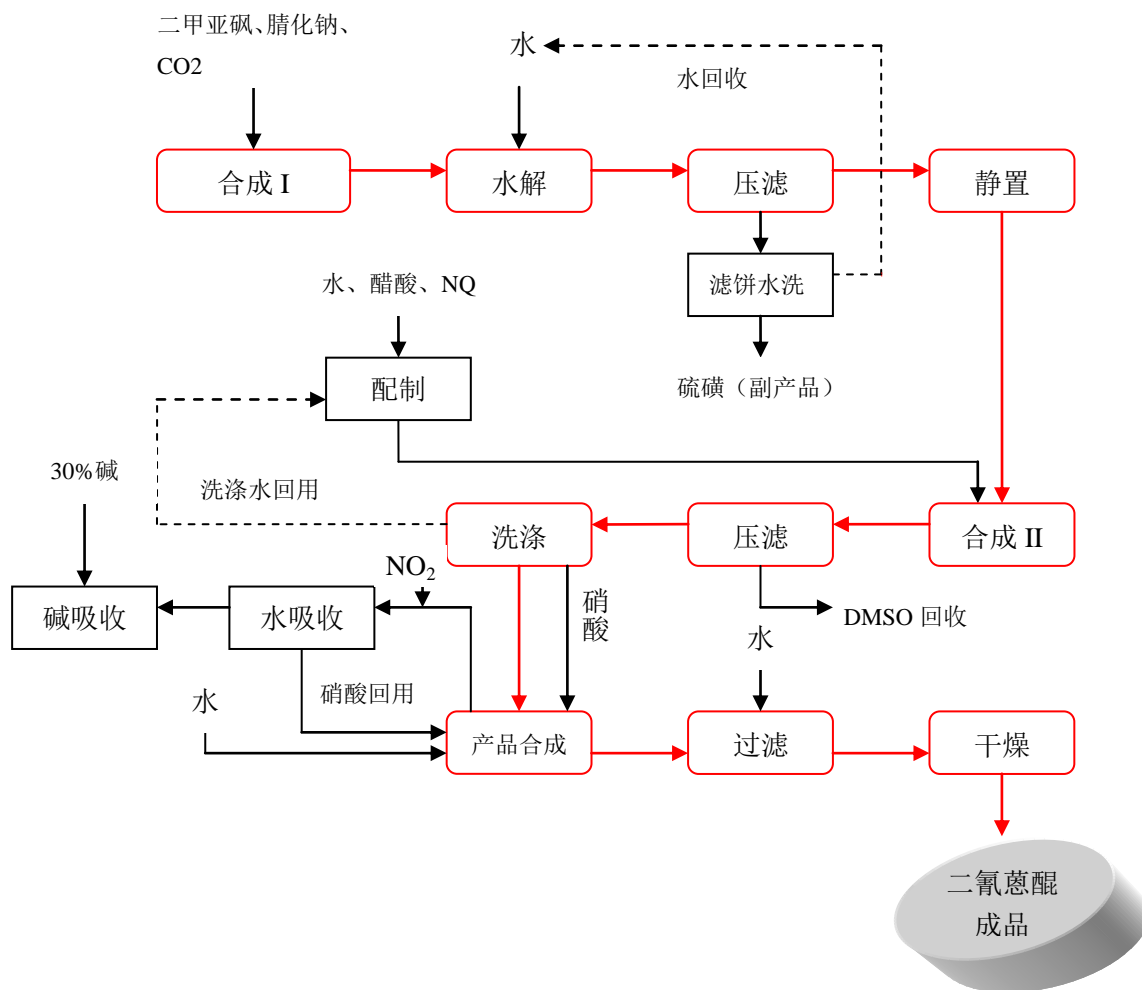 二甲亚砜、腈化钠、
CO2
水
水回收
合成 I
水解
压滤
静置
滤饼水洗
水、醋酸、NQ
硫磺（副产品）
配制
30%碱
洗涤水回用
洗涤
压滤
合成 II
NO₂
硝酸
DMSO 回收
碱吸收
水吸收
水
硝酸回用
水
产品合成
过滤
干燥
二氰蒽醌
成品